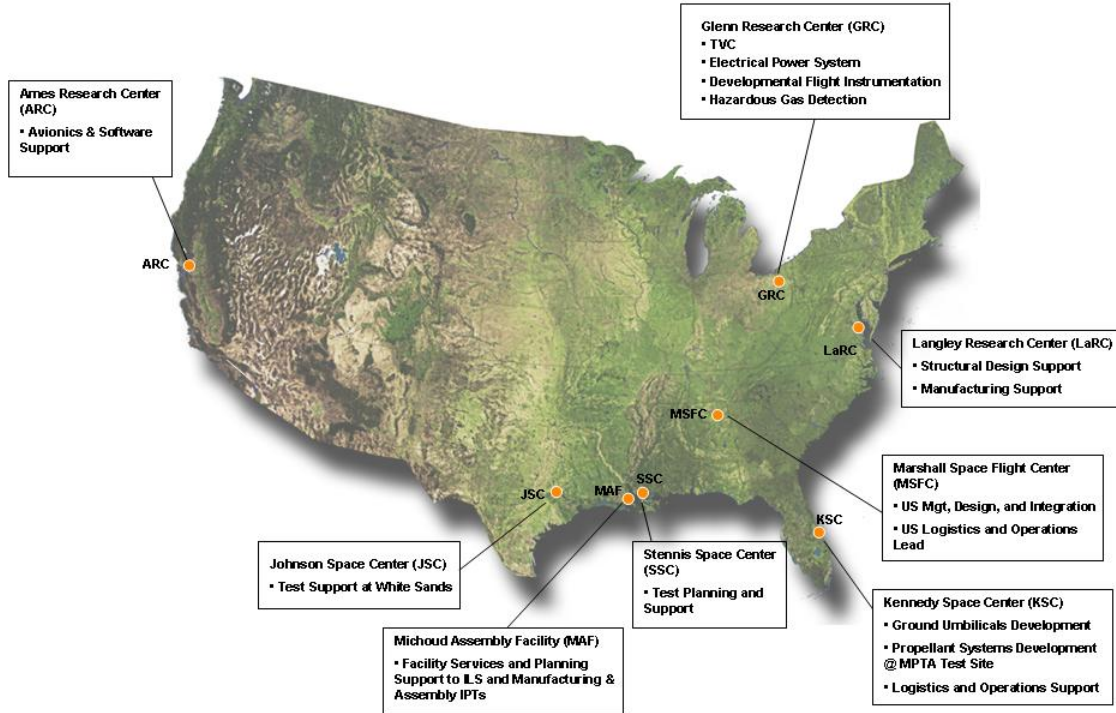 Glenn Research Center (GRC)
▪ TVC
▪ Electrical Power System
▪ Developmental Flight Instrumentation
▪ Hazardous Gas Detection
Ames Research Center
(ARC)
▪ Avionics & Software
Support
ARC
GRC
LaRC
Langley Research Center (LaRC)
▪ Structural Design Support
▪ Manufacturing Support
MSFC
Marshall Space Flight Center
(MSFC)
▪ US Mgt, Design, and Integration
▪ US Logistics and Operations
Lead
JSC
MAF
SSC
KSC
Johnson Space Center (JSC)
▪ Test Support at White Sands
Stennis Space Center
(SSC)
▪ Test Planning and
Support
Kennedy Space Center (KSC)
▪ Ground Umbilicals Development
▪ Propellant Systems Development
@ MPTA Test Site
▪ Logistics and Operations Support
Michoud Assembly Facility (MAF)
▪ Facility Services and Planning
Support to ILS and Manufacturing &
Assembly IPTs